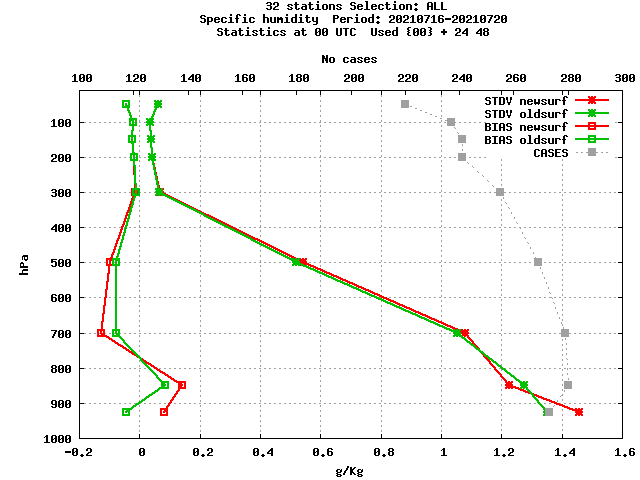 32 stations Selection: ALL
Specific humidity  Period: 20210716-20210720
Statistics at 00 UTC  Used {00} + 24 48
No cases
100 120 140 160 180 200 220 240 260 280 300
STDV newsurf
STDV oldsurf
BIAS newsurf
BIAS oldsurf
CASES
100
200
300
400
500
600
700
800
900
1000
hPa
-0.2 0 0.2 0.4 0.6 0.8 1 1.2 1.4 1.6
g/Kg